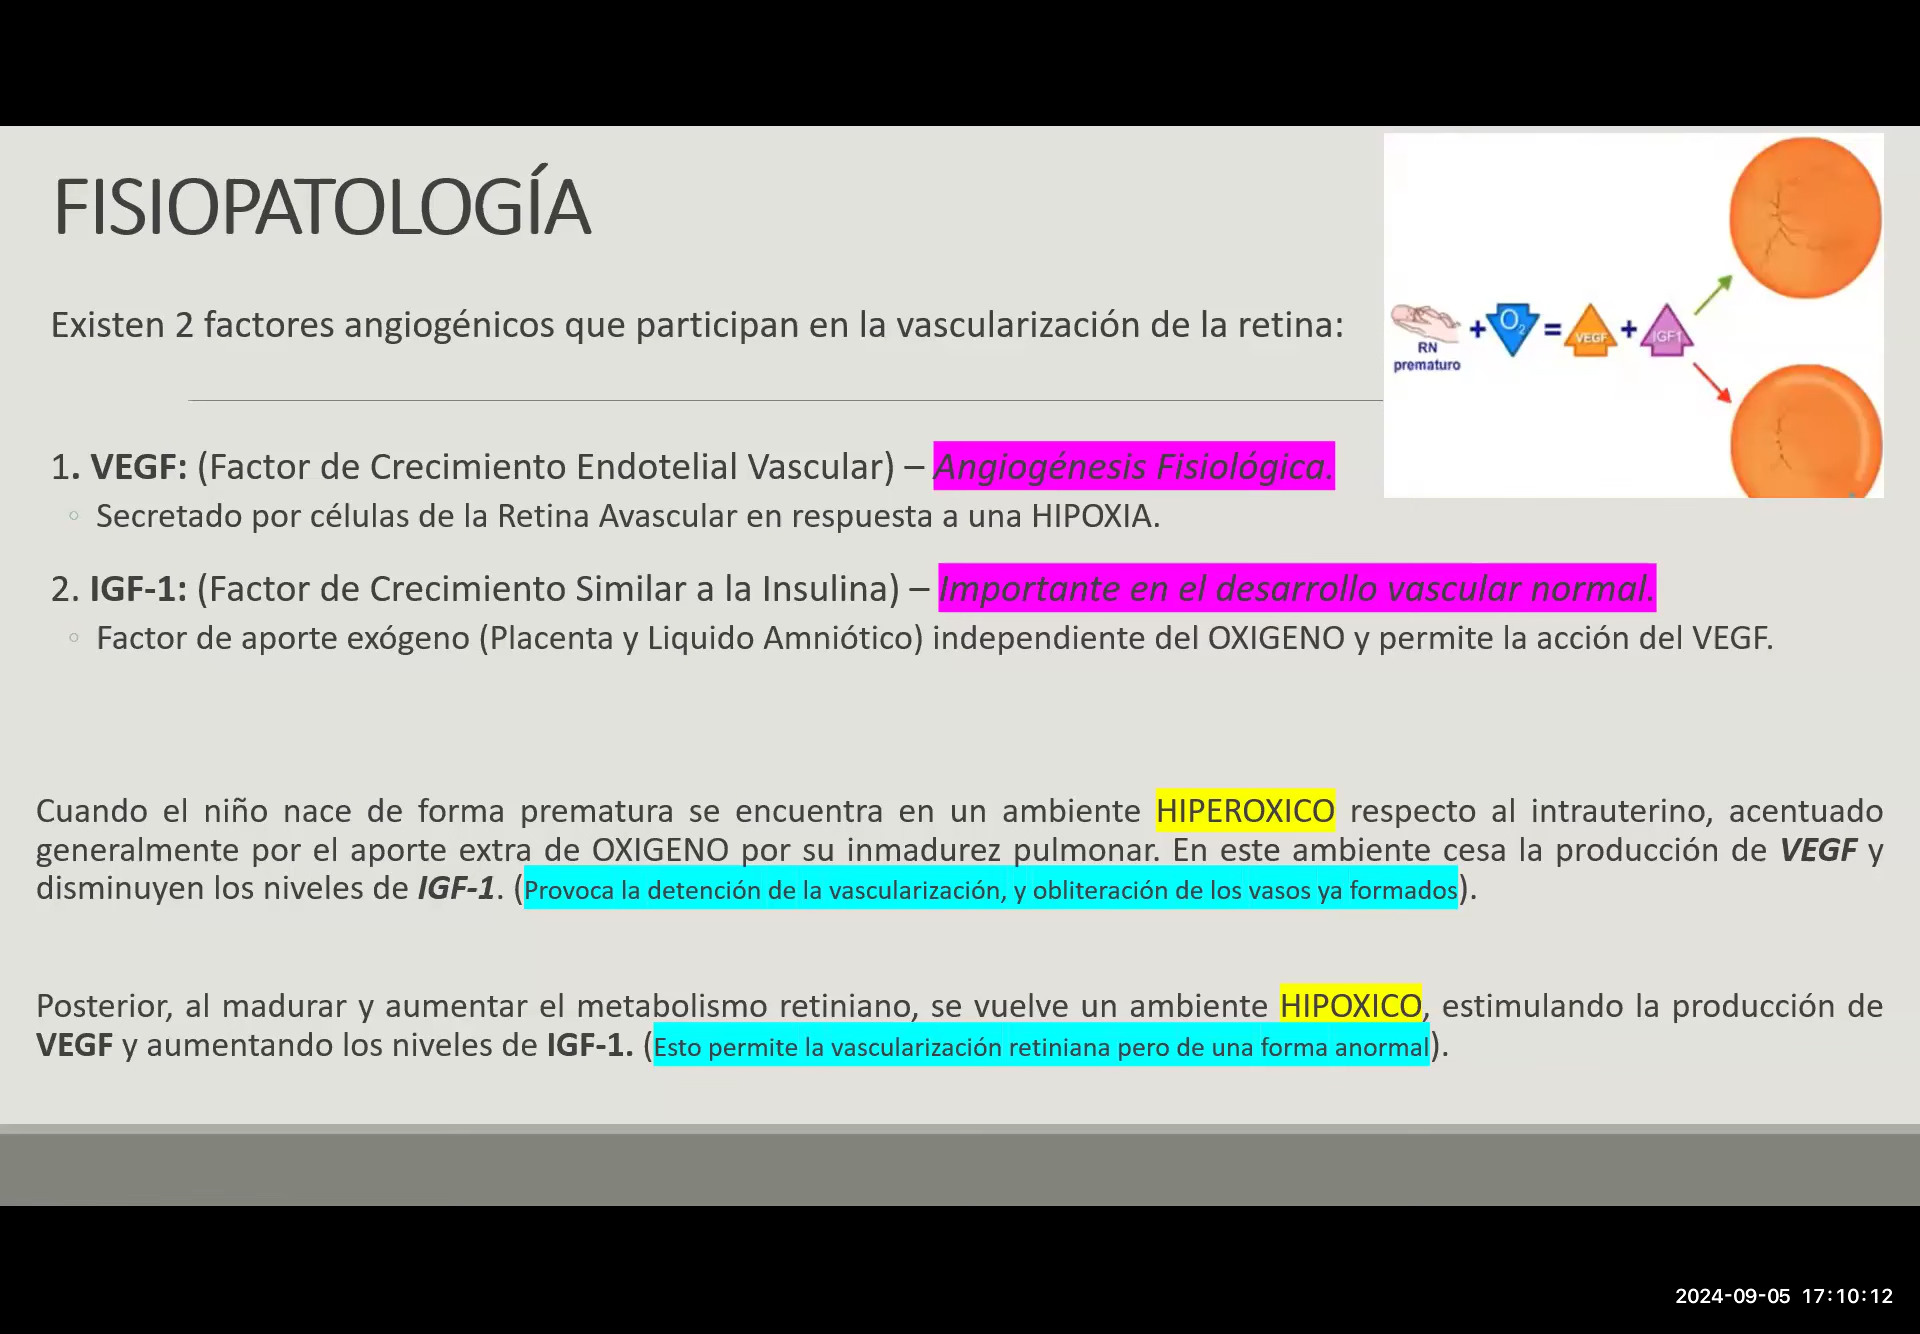 FISIOPATOLOGÍA
Existen 2 factores angiogénicos que participan en la vascularización de la retina:
RN
prematuro
+
O2
=
VEGF
+
IGF1
1. VEGF: (Factor de Crecimiento Endotelial Vascular) – Angiogénesis Fisiológica.
◦ Secretado por células de la Retina Avascular en respuesta a una HIPOXIA.
2. IGF-1: (Factor de Crecimiento Similar a la Insulina) – Importante en el desarrollo vascular normal.
◦ Factor de aporte exógeno (Placenta y Liquido Amniótico) independiente del OXIGENO y permite la acción del VEGF.
Cuando el niño nace de forma prematura se encuentra en un ambiente HIPEROXICO respecto al intrauterino, acentuado
generalmente por el aporte extra de OXIGENO por su inmadurez pulmonar. En este ambiente cesa la producción de VEGF y
disminuyen los niveles de IGF-1. (Provoca la detención de la vascularización, y obliteración de los vasos ya formados).
Posterior, al madurar y aumentar el metabolismo retiniano, se vuelve un ambiente HIPOXICO, estimulando la producción de
VEGF y aumentando los niveles de IGF-1. (Esto permite la vascularización retiniana pero de una forma anormal).
2024-09-05 17:10:12